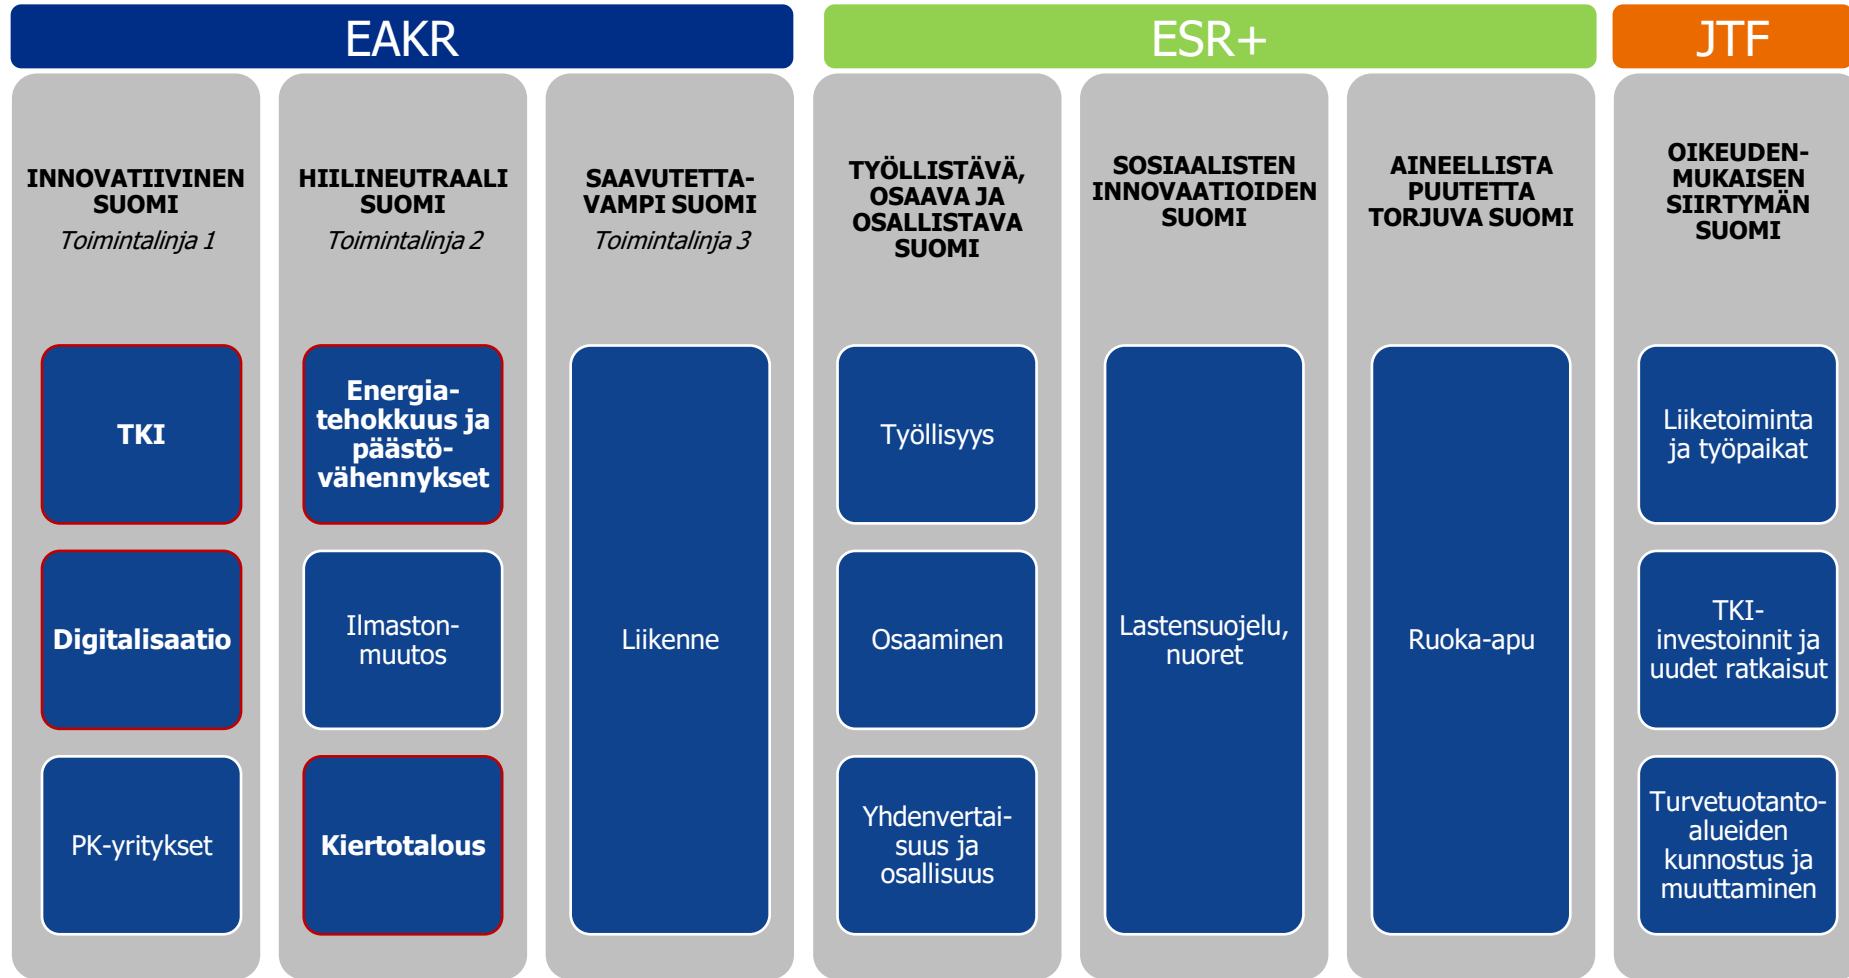 EAKR
INNOVATIIVINEN
SUOMI
Toimintalinja 1
TKI
Digitalisaatio
PK-yritykset
HIILINEUTRAALI
SUOMI
Toimintalinja 2
Energia-
tehokkuus ja
päästö-
vähennykset
Ilmaston-
muutos
Kiertotalous
SAAVUTETTA-
VAMPI SUOMI
Toimintalinja 3
Liikenne
ESR+
TYÖLLISTÄVÄ,
OSAAVA JA
OSALLISTAVA
SUOMI
Työllisyys
Osaaminen
Yhdenvertai-
suus ja
osallisuus
SOSIAALISTEN
INNOVAATIOIDEN
SUOMI
Lastensuojelu,
nuoret
AINEELLISTA
PUUTETTA
TORJUVA SUOMI
Ruoka-apu
JTF
OIKEUDEN-
MUKAISEN
SIIRTYMÄN
SUOMI
Liiketoiminta
ja työpaikat
TKI-
investoinnit ja
uudet ratkaisut
Turvetuotanto-
alueiden
kunnostus ja
muuttaminen